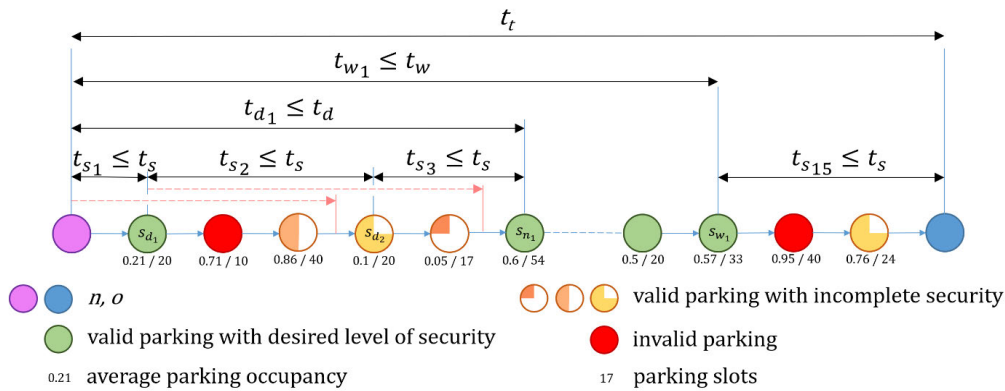 t_t
t_{w_1} ≤ t_w
t_{d_1} ≤ t_d
t_{s_1} ≤ t_s t_{s_2} ≤ t_s t_{s_3} ≤ t_s t_{s_{15}} ≤ t_s
s_{d_1} s_{d_2} s_{n_1} s_{w_1}
0.21 / 20 0.71 / 10 0.86 / 40 0.1 / 20 0.05 / 17 0.6 / 54 0.5 / 20 0.57 / 33 0.95 / 40 0.76 / 24
n, o valid parking with incomplete security
valid parking with desired level of security invalid parking
0.21 average parking occupancy 17 parking slots